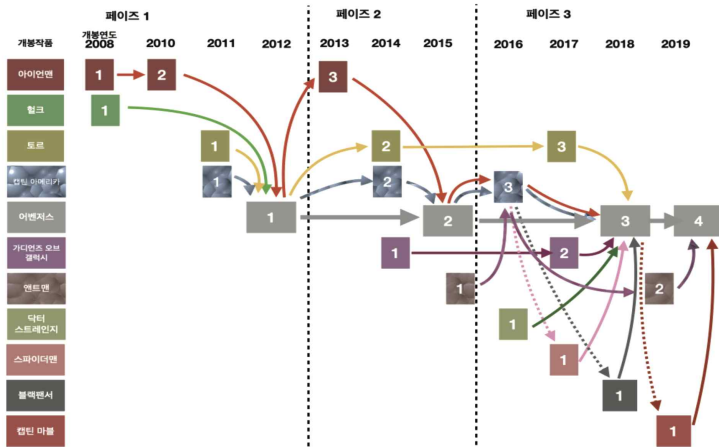 페이즈 1
페이즈 2
페이즈 3
개봉작품
개봉연도
2008
2010
2011
2012
2013
2014
2015
2016
2017
2018
2019
아이언맨
1
2
3
헐크
1
토르
1
2
3
캡틴 아메리카
1
2
3
어벤저스
1
2
3
4
가디언즈 오브
갤럭시
1
2
앤트맨
1
2
닥터
스트레인지
1
스파이더맨
1
블랙팬서
1
캡틴 마블
1